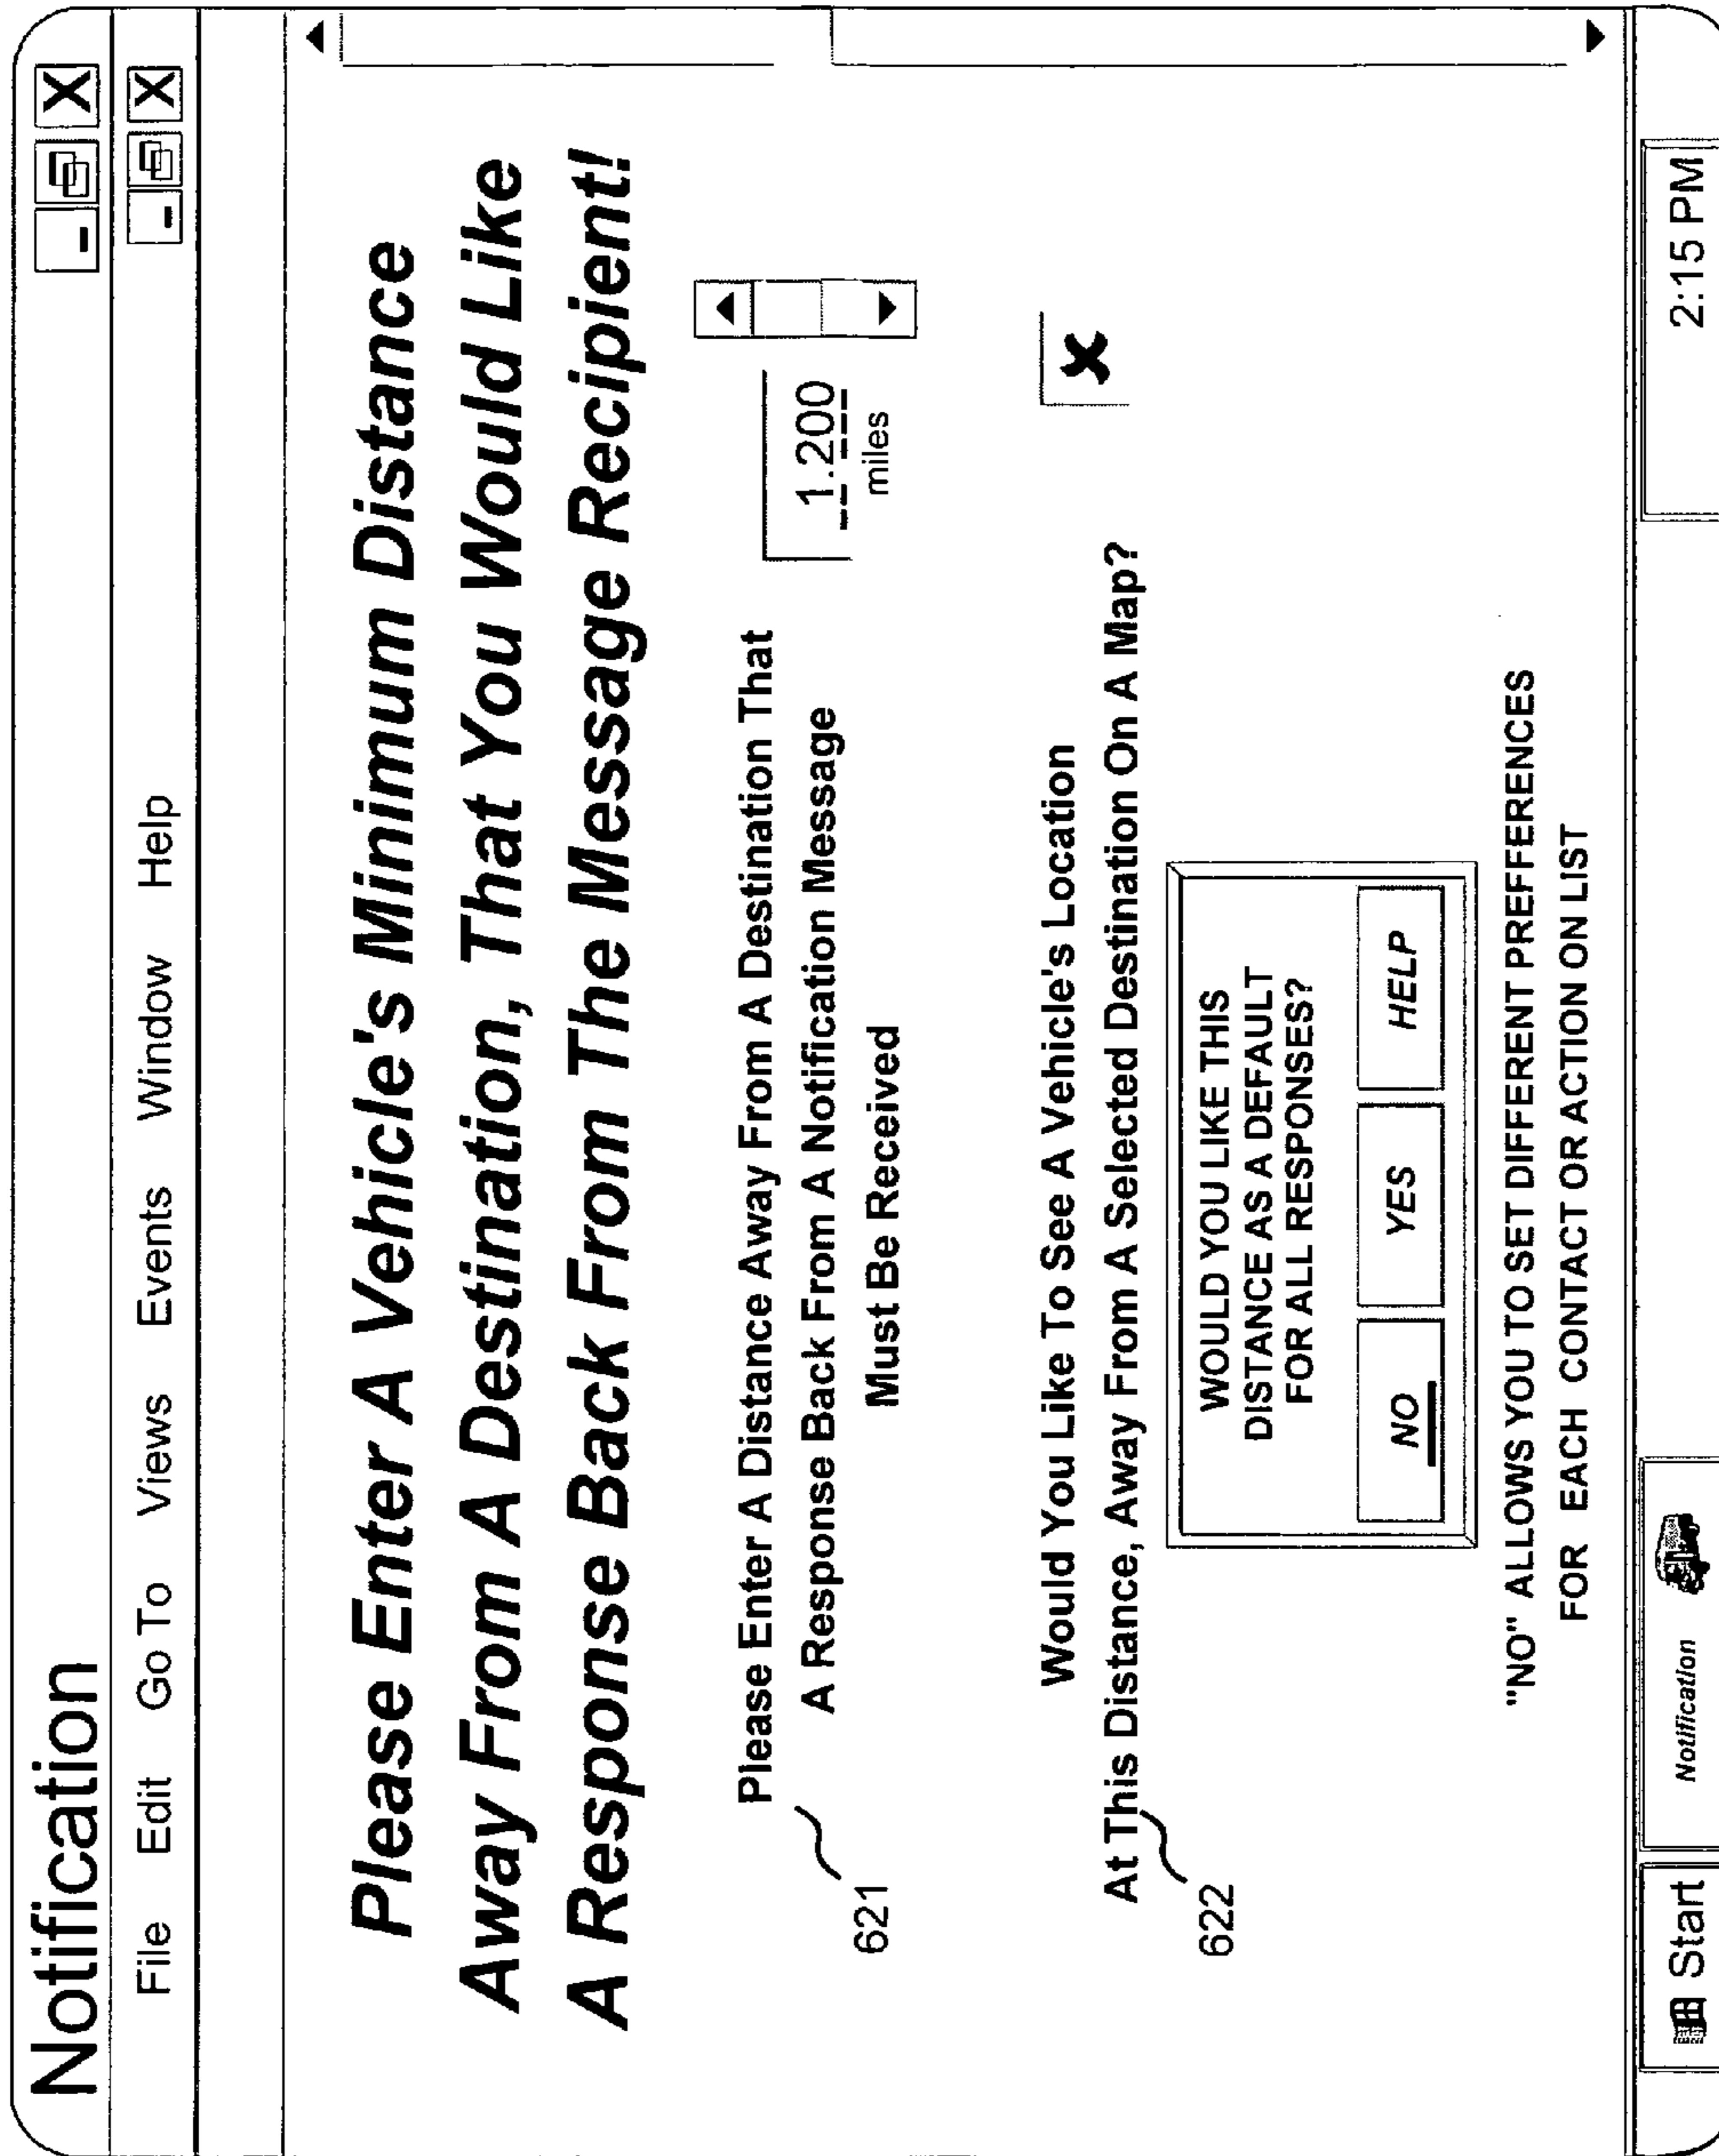 Notification
File Edit Go To Views Events Window Help
Please Enter A Vehicle's Minimum Distance
Away From A Destination, That You Would Like
A Response Back From The Message Recipient!
Please Enter A Distance Away From A Destination That
A Response Back From A Notification Message
Must Be Received
1.200
miles
621
Would You Like To See A Vehicle's Location
At This Distance, Away From A Selected Destination On A Map?
622
WOULD YOU LIKE THIS
DISTANCE AS A DEFAULT
FOR ALL RESPONSES?
NO YES HELP
"NO" ALLOWS YOU TO SET DIFFERENT PREFFERENCES
FOR EACH CONTACT OR ACTION ON LIST
Start Notification 2:15 PM